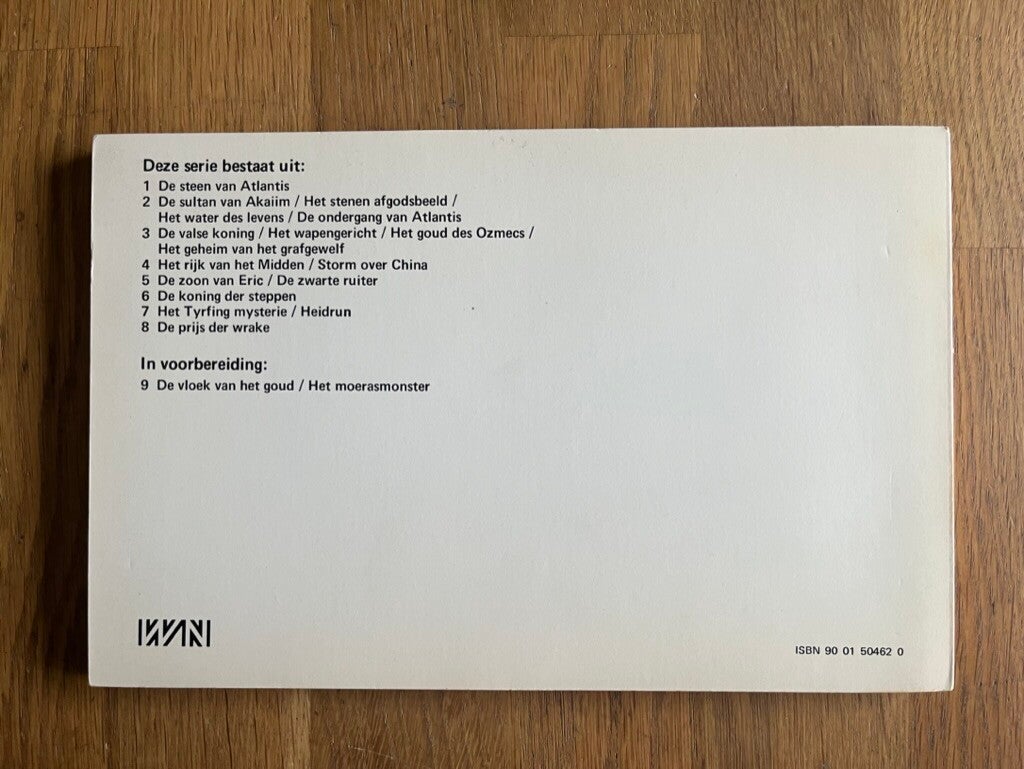 Deze serie bestaat uit:
1 De steen van Atlantis
2 De sultan van Akaiim / Het stenen afgodsbeeld /
Het water des levens / De ondergang van Atlantis
3 De valse koning / Het wapengericht / Het goud des Ozmecs /
Het geheim van het grafgewelf
4 Het rijk van het Midden / Storm over China
5 De zoon van Eric / De zwarte ruiter
6 De koning der steppen
7 Het Tyrfing mysterie / Heidrun
8 De prijs der wrake
In voorbereiding:
9 De vloek van het goud / Het moerasmonster
ISBN 90 01 50462 0